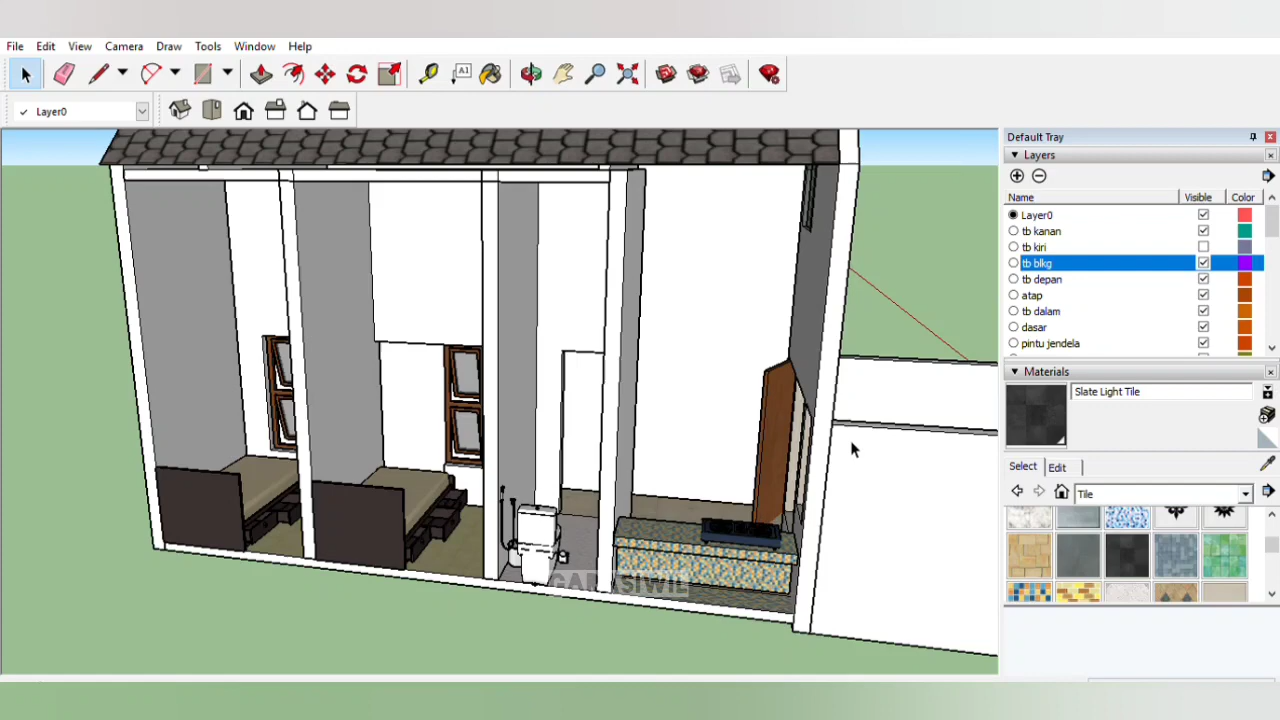 File Edit View Camera Draw Tools Window Help
A1
Layer0
Default Tray
Layers
Name Visible Color
Layer0
tb kanan
tb kiri
tb blkg
tb depan
atap
tb dalam
dasar
pintu jendela
Materials
Slate Light Tile
Select Edit
Tile